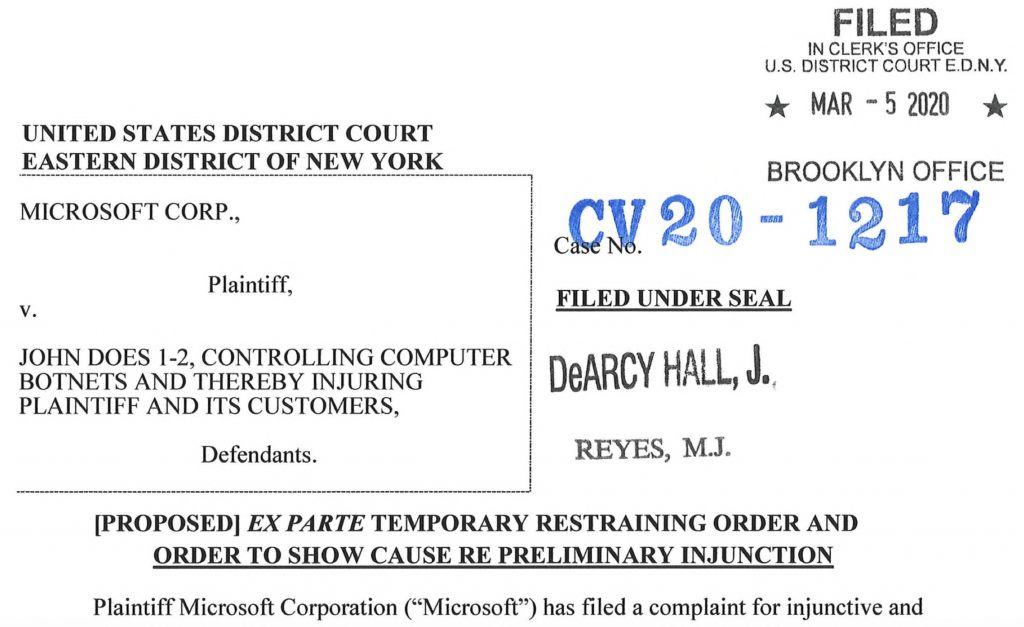 FILED
IN CLERK'S OFFICE
U.S. DISTRICT COURT E.D.N.Y.
★ MAR - 5 2020 ★
BROOKLYN OFFICE
UNITED STATES DISTRICT COURT
EASTERN DISTRICT OF NEW YORK
MICROSOFT CORP.,
Plaintiff,
v.
JOHN DOES 1-2, CONTROLLING COMPUTER
BOTNETS AND THEREBY INJURING
PLAINTIFF AND ITS CUSTOMERS,
Defendants.
CV 20-1217
Case No.
FILED UNDER SEAL
DeARCY HALL, J.
REYES, M.J.
[PROPOSED] EX PARTE TEMPORARY RESTRAINING ORDER AND
ORDER TO SHOW CAUSE RE PRELIMINARY INJUNCTION
Plaintiff Microsoft Corporation (“Microsoft”) has filed a complaint for injunctive and